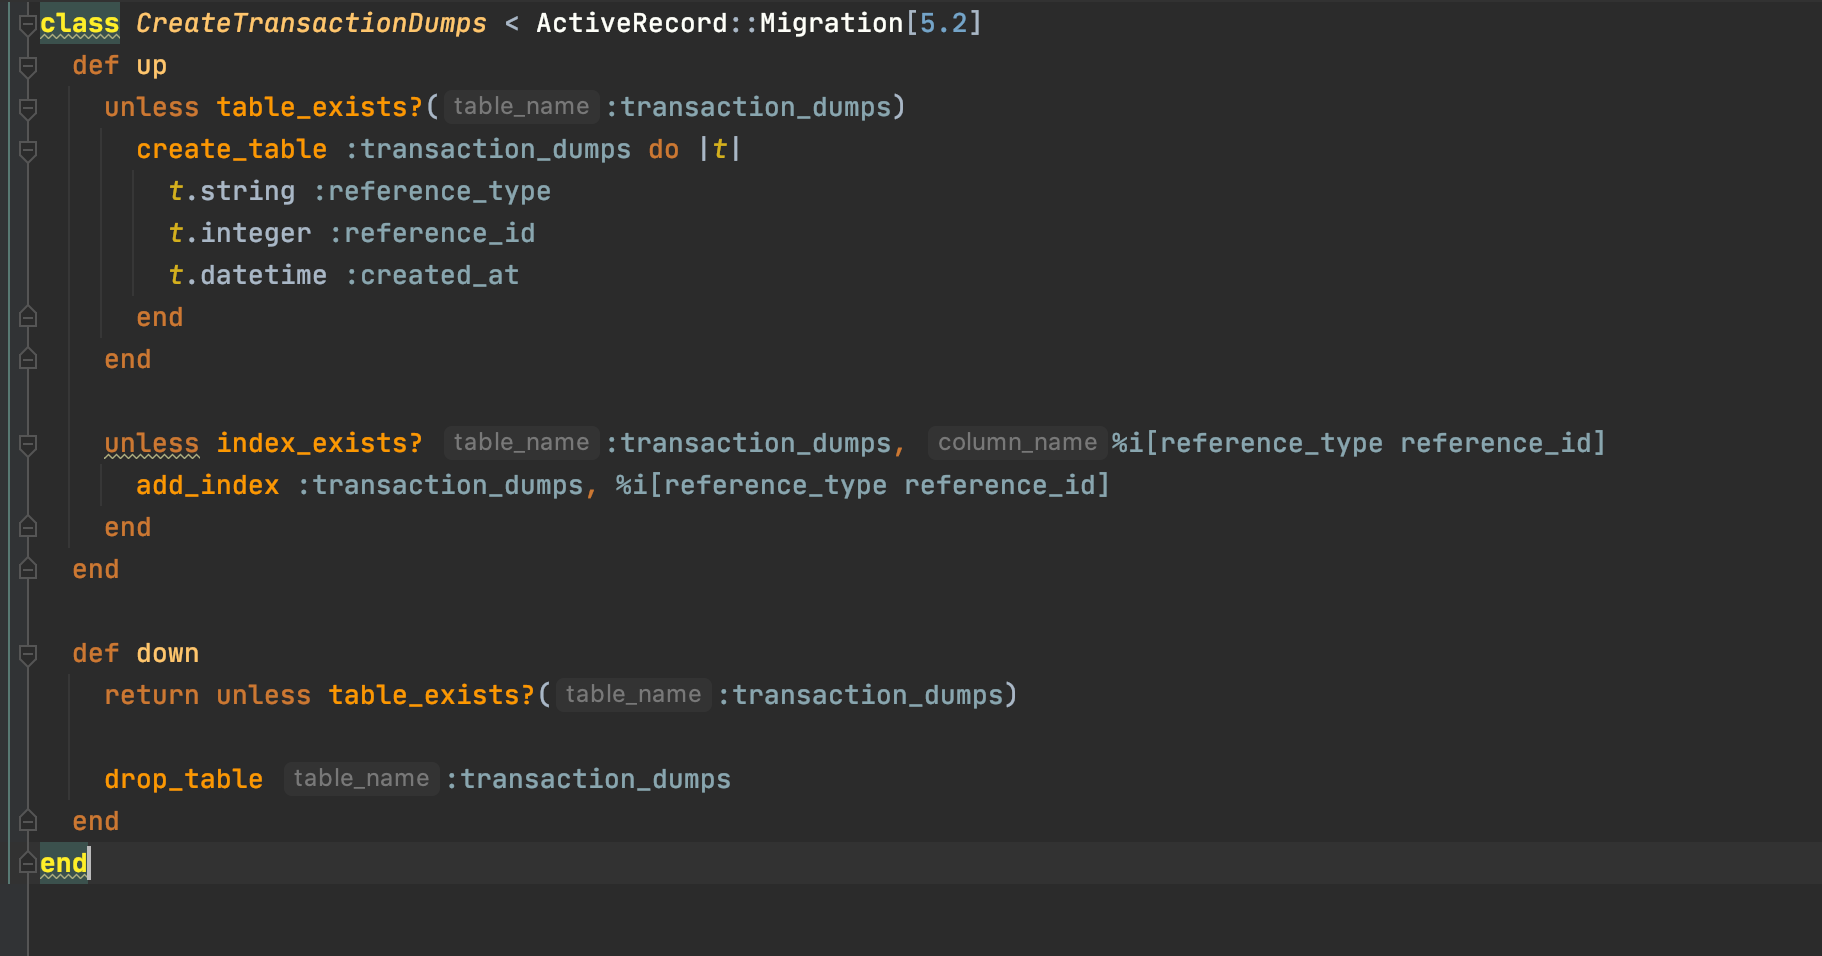 class CreateTransactionDumps < ActiveRecord::Migration[5.2]
  def up
    unless table_exists?( table_name :transaction_dumps)
      create_table :transaction_dumps do |t|
        t.string :reference_type
        t.integer :reference_id
        t.datetime :created_at
      end
    end

    unless index_exists? table_name :transaction_dumps, column_name %i[reference_type reference_id]
      add_index :transaction_dumps, %i[reference_type reference_id]
    end
  end

  def down
    return unless table_exists?( table_name :transaction_dumps)

    drop_table table_name :transaction_dumps
  end
end